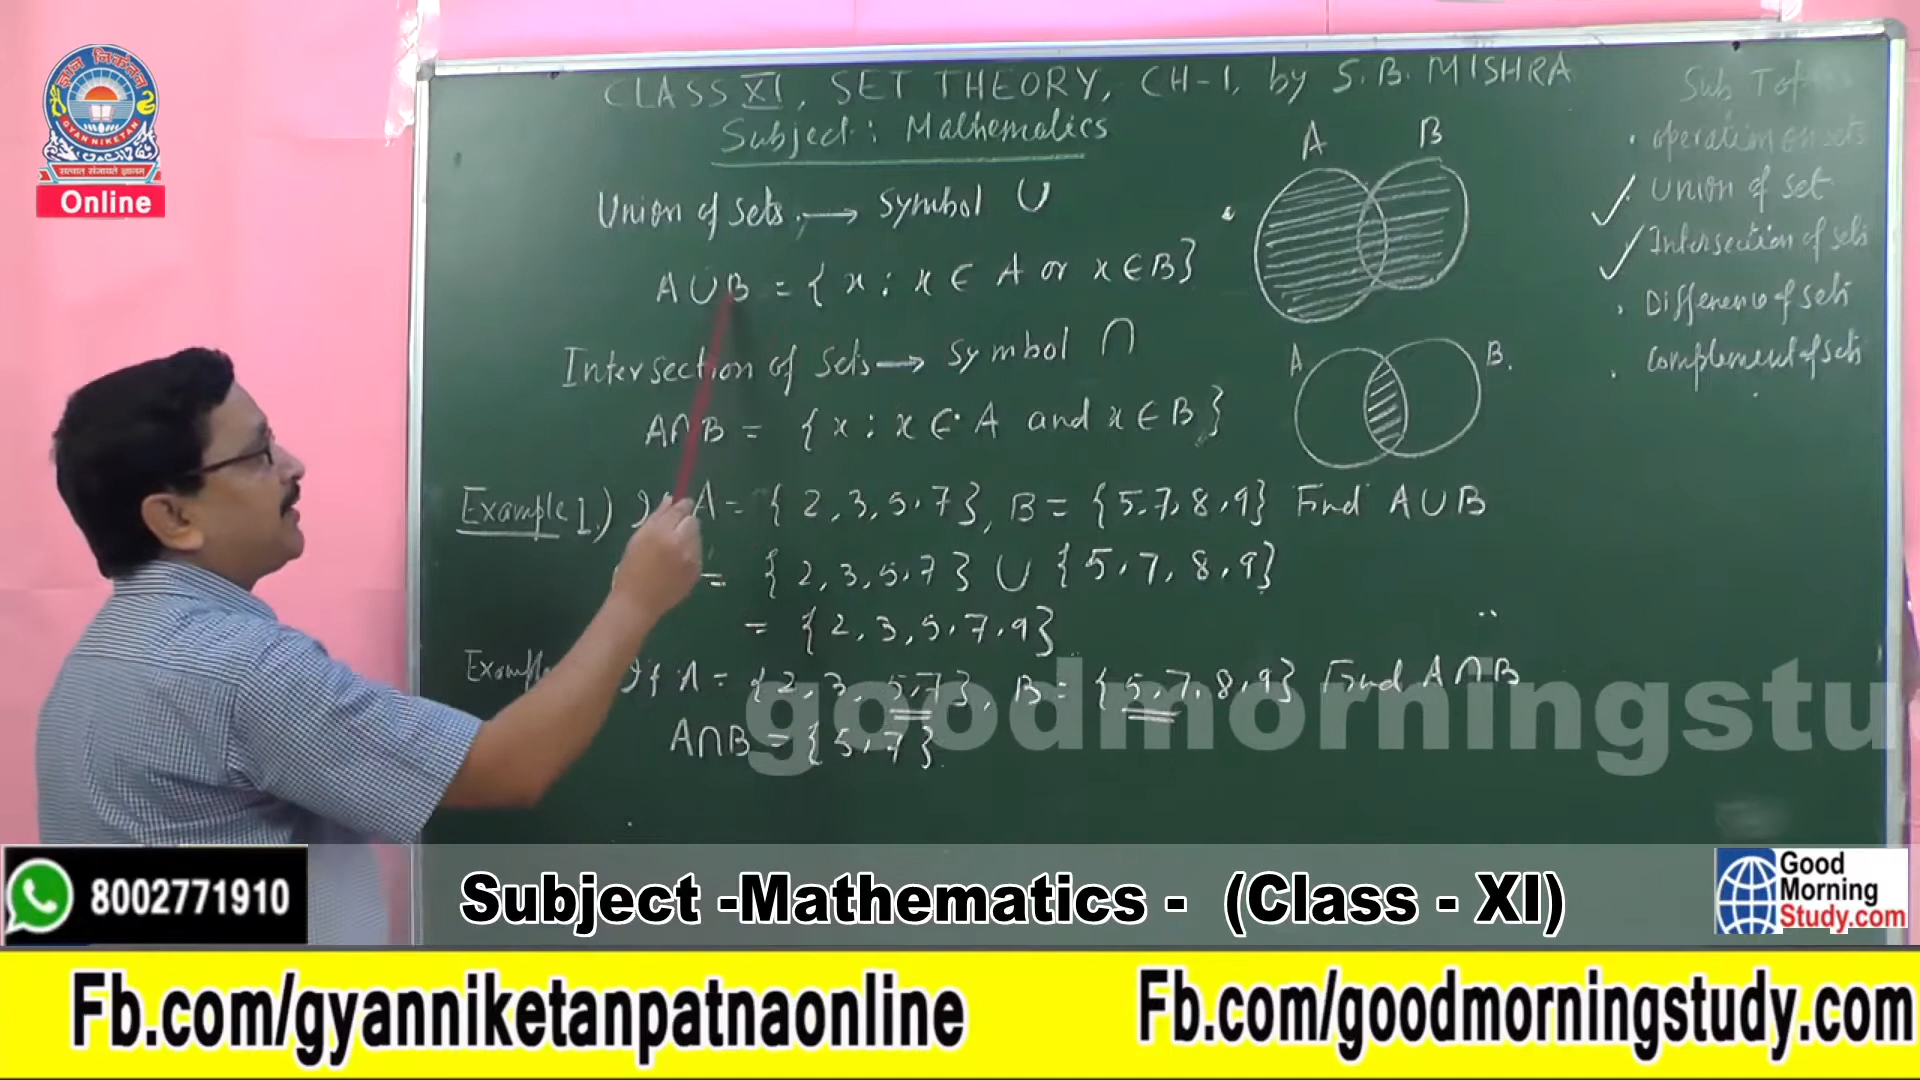 ज्ञान निकेतन
GYAN NIKETAN
Online
CLASS XI, SET THEORY, CH-1, by S.B. MISHRA
Subject: Mathematics
Union of sets. → symbol ∪
A∪B = { x : x ∈ A or x ∈ B}
Intersection of sets → symbol ∩
A∩B = { x : x ∈ A and x ∈ B}
Example 1.) If A = { 2, 3, 5, 7}, B = {5, 7, 8, 9} Find A∪B
= { 2, 3, 5, 7} ∪ {5, 7, 8, 9}
= {2, 3, 5, 7, 9}
If A = {2, 3, 5, 7}, B = {5, 7, 8, 9} Find A∩B
A∩B = {5, 7}.
A B
A B.
Sub
• operation on sets
✓ • Union of set
✓ • Intersection of sets
• Difference of sets
• complement of sets
goodmorningstu
8002771910
Subject -Mathematics - (Class - XI)
Good
Morning
Study.com
Fb.com/gyanniketanpatnaonline
Fb.com/goodmorningstudy.com